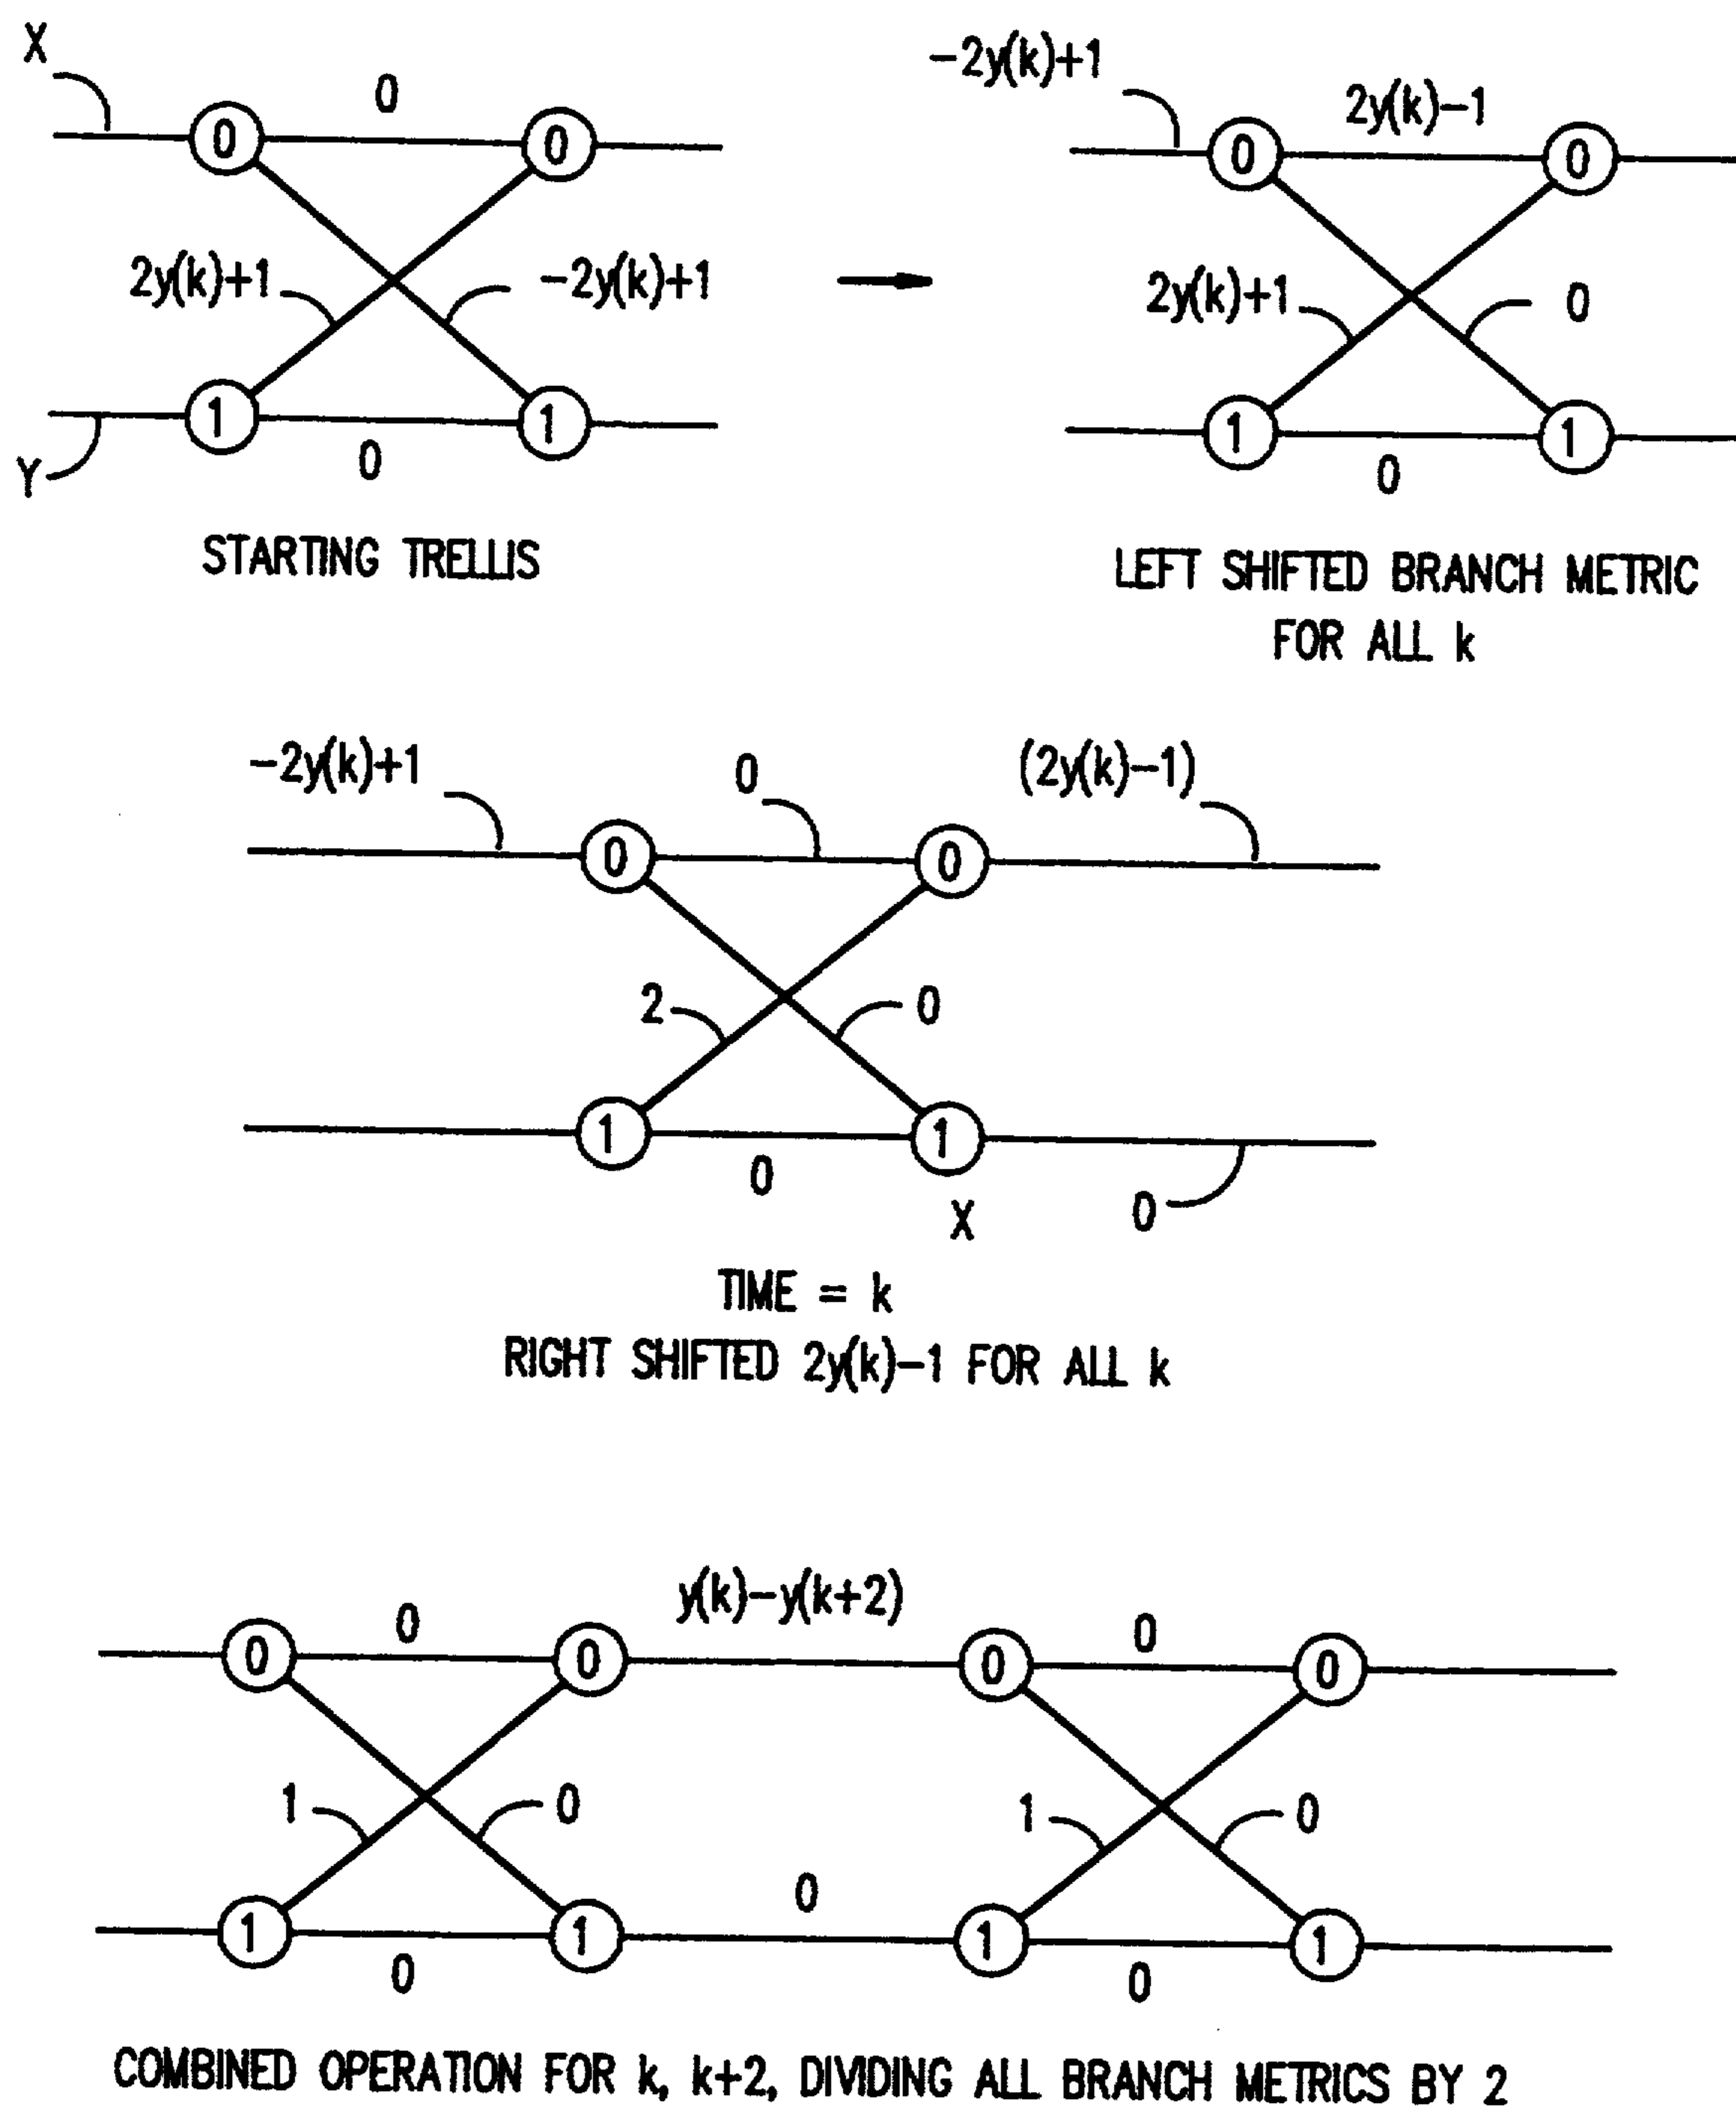 X
0
0
0
2y(k)+1
-2y(k)+1
1
1
Y
0
STARTING TRELLIS
-2y(k)+1
2y(k)-1
0
0
2y(k)+1
0
1
1
0
LEFT SHIFTED BRANCH METRIC
FOR ALL k
-2y(k)+1
0
(2y(k)-1)
0
0
2
0
1
1
0
X
0
TIME = k
RIGHT SHIFTED 2y(k)-1 FOR ALL k
0
y(k)-y(k+2)
0
0
0
0
0
1
0
1
0
0
1
1
1
1
0
0
COMBINED OPERATION FOR k, k+2, DIVIDING ALL BRANCH METRICS BY 2